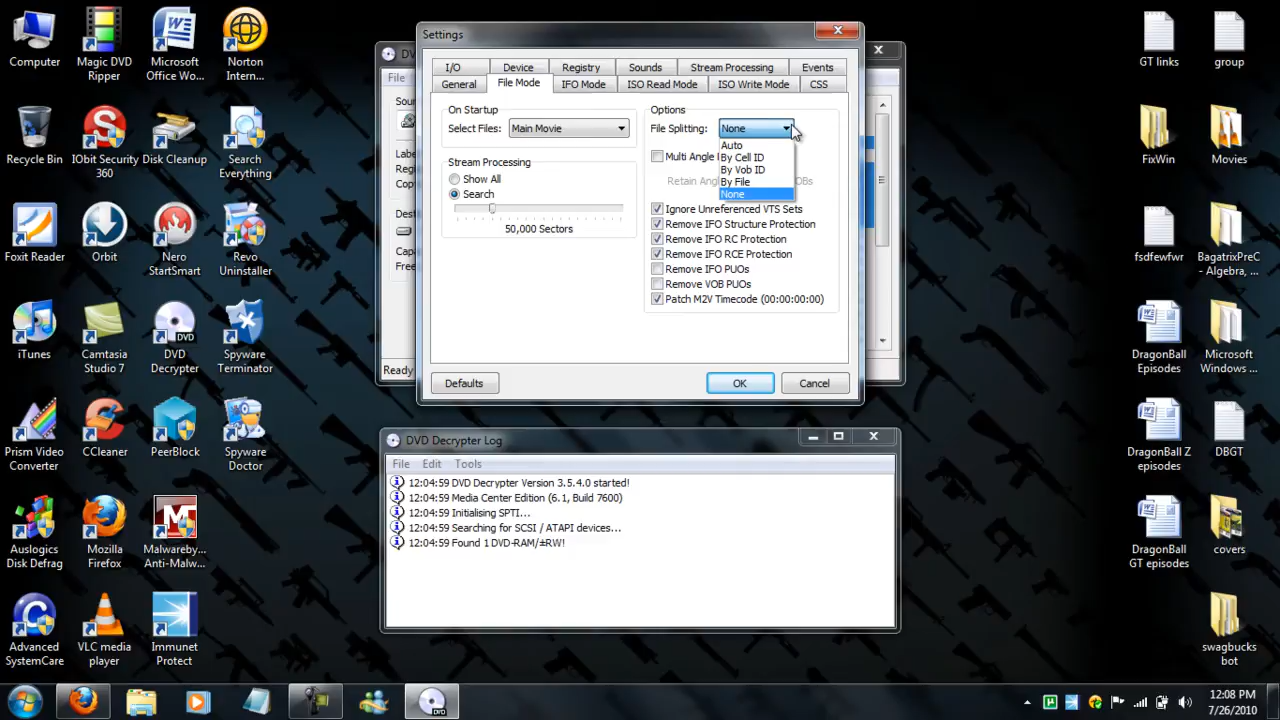 Computer
Magic DVD
Ripper
Microsoft
Office Wo...
Norton
Intern...
Recycle Bin
IObit Security
360
Disk Cleanup
Search
Everything
Foxit Reader
Orbit
Nero
StartSmart
Revo
Uninstaller
iTunes
Camtasia
Studio 7
DVD
DVD
Decrypter
Spyware
Terminator
Prism Video
Converter
CCleaner
PeerBlock
Spyware
Doctor
Auslogics
Disk Defrag
Mozilla
Firefox
Malwareby...
Anti-Malw...
Advanced
SystemCare
VLC media
player
Immunet
Protect
File
Ready
Settings
I/O
Device
Registry
Sounds
Stream Processing
Events
General
File Mode
IFO Mode
ISO Read Mode
ISO Write Mode
CSS
On Startup
Select Files:
Main Movie
Stream Processing
Show All
Search
50,000 Sectors
Options
File Splitting:
None
Auto
By Cell ID
By Vob ID
By File
None
Multi Angle
Ignore Unreferenced VTS Sets
Remove IFO Structure Protection
Remove IFO RC Protection
Remove IFO RCE Protection
Remove IFO PUOs
Remove VOB PUOs
Patch M2V Timecode (00:00:00:00)
Defaults
OK
Cancel
DVD Decrypter Log
File Edit Tools
12:04:59 DVD Decrypter Version 3.5.4.0 started!
12:04:59 Media Center Edition (6.1, Build 7600)
12:04:59 Initialising SPTI...
12:04:59 Searching for SCSI / ATAPI devices...
12:04:59 Found 1 DVD-RAM/±RW!
GT links
group
FixWin
Movies
fsdfewfwr
BagatrixPreC
- Algebra, ...
DragonBall
Episodes
Microsoft
Windows ...
DragonBall Z
episodes
DBGT
DragonBall
GT episodes
covers
swagbucks
bot
DVD
12:08 PM
7/26/2010